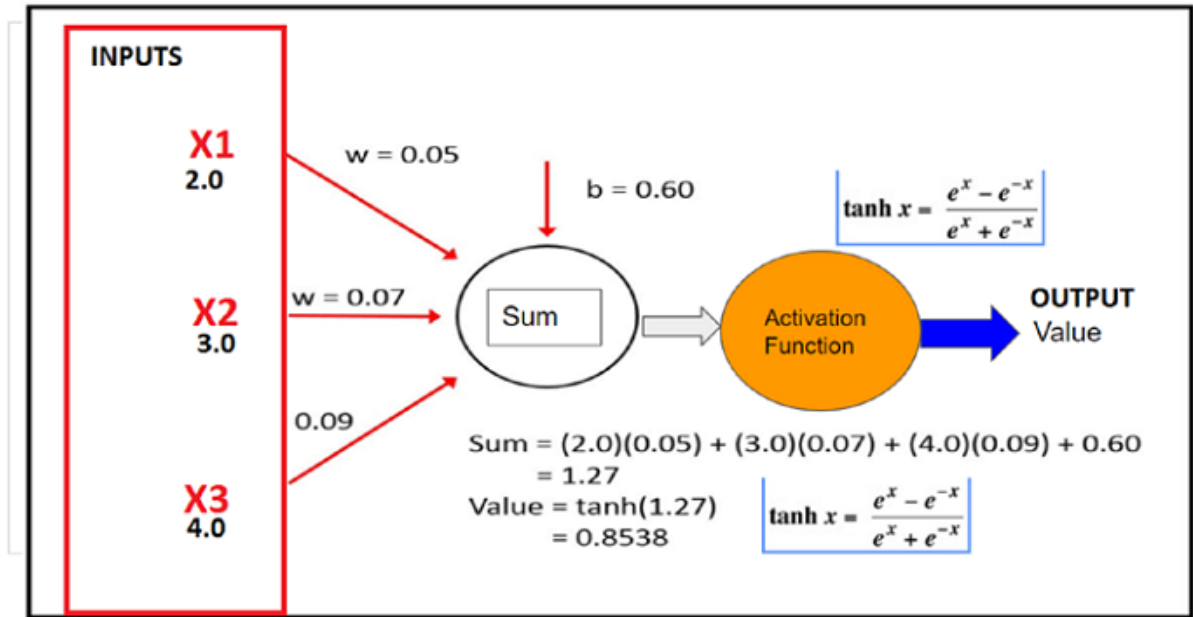 INPUTS
X1
2.0
w = 0.05
b = 0.60
tanh x = e^x − e^−x / e^x + e^−x
X2
3.0
w = 0.07
Sum
Activation
Function
OUTPUT
Value
0.09
X3
4.0
Sum = (2.0)(0.05) + (3.0)(0.07) + (4.0)(0.09) + 0.60
= 1.27
Value = tanh(1.27)
= 0.8538
tanh x = e^x − e^−x / e^x + e^−x